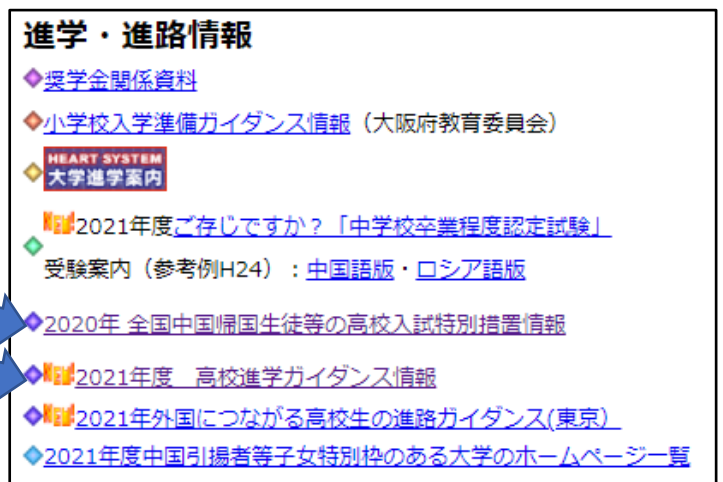 進学・進路情報
奨学金関係資料
小学校入学準備ガイダンス情報（大阪府教育委員会）
HEART SYSTEM
大学進学案内
2021年度ご存じですか？「中学校卒業程度認定試験」
受験案内（参考例H24）：中国語版・ロシア語版
2020年 全国中国帰国生徒等の高校入試特別措置情報
2021年度　高校進学ガイダンス情報
2021年外国につながる高校生の進路ガイダンス(東京）
2021年度中国引揚者等子女特別枠のある大学のホームページ一覧